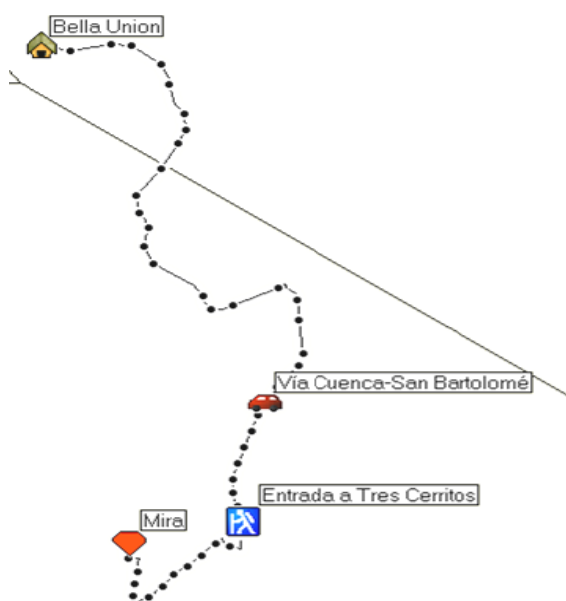 Bella Union
Vía Cuenca-San Bartolomé
Entrada a Tres Cerritos
Mira